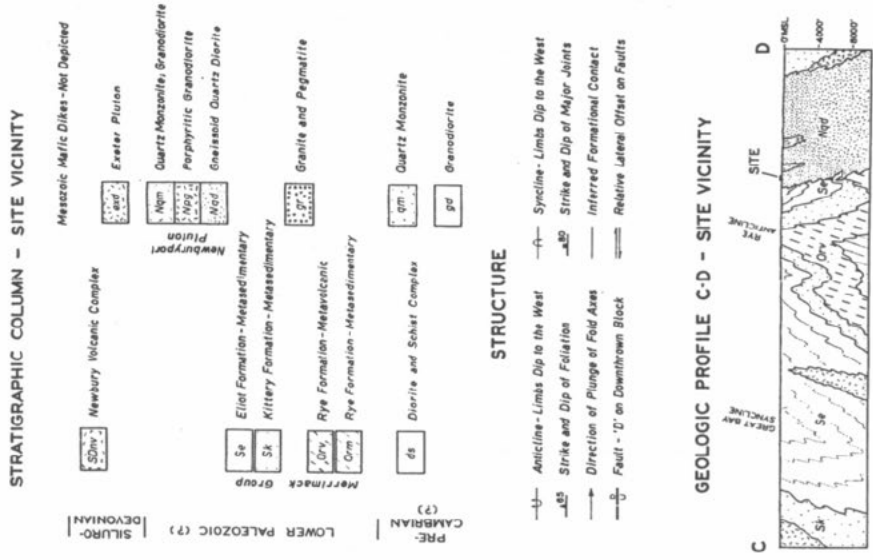 STRATIGRAPHIC COLUMN - SITE VICINITY
Mesozoic Mafic Dikes-Not Depicted
SILURO-
DEVONIAN
SDnv
Newbury Volcanic Complex
exd
Exeter Pluton
LOWER PALEOZOIC (?)
Newburyport
Pluton
Nqm
Quartz Monzonite, Granodiorite
Npg
Porphyritic Granodiorite
Nqd
Gneissoid Quartz Diorite
Merrimack Group
Se
Eliot Formation-Metasedimentary
Sk
Kittery Formation-Metasedimentary
gr
Granite and Pegmatite
Orv
Rye Formation-Metavolcanic
Orm
Rye Formation-Metasedimentary
PRE-
CAMBRIAN
(?)
ds
Diorite and Schist Complex
qm
Quartz Monzonite
gd
Granodiorite
STRUCTURE
Anticline-Limbs Dip to the West
Syncline-Limbs Dip to the West
65
Strike and Dip of Foliation
80
Strike and Dip of Major Joints
Direction of Plunge of Fold Axes
Inferred Formational Contact
D
Fault-'D' on Downthrown Block
Relative Lateral Offset on Faults
GEOLOGIC PROFILE C-D - SITE VICINITY
C
GREAT BAY
SYNCLINE
RYE
ANTICLINE
SITE
D
0'MSL.
4000'
8000'
Sk
Se
Orv
Se
Nqd